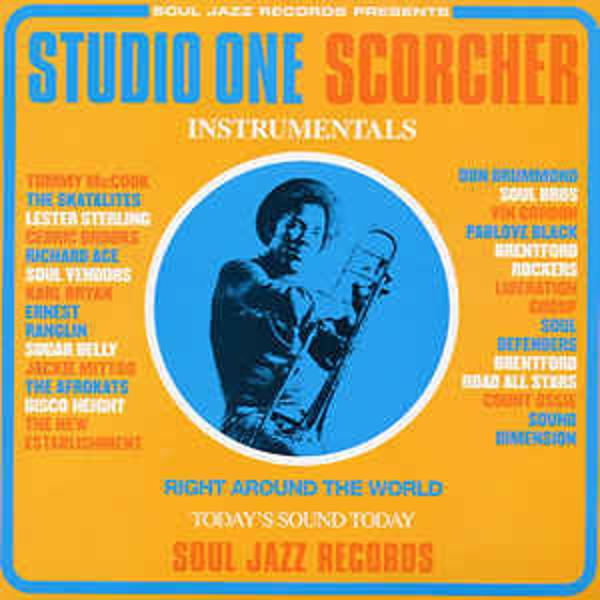 SOUL JAZZ RECORDS PRESENTS
STUDIO ONE SCORCHER
INSTRUMENTALS
TOMMY McCOOK
THE SKATALITES
LESTER STERLING
CEDRIC BROOKS
RICHARD ACE
SOUL VENDORS
KARL BRYAN
ERNEST
RANGLIN
SUGAR BELLY
JACKIE MITTOO
THE AFROKATS
DISCO HEIGHT
THE NEW
ESTABLISHMENT
DON DRUMMOND
SOUL BROS
VIN GORDON
PABLOVE BLACK
BRENTFORD
ROCKERS
LIBERATION
GROUP
SOUL
DEFENDERS
BRENTFORD
ROAD ALL STARS
COUNT OSSIE
SOUND
DIMENSION
RIGHT AROUND THE WORLD
TODAY'S SOUND TODAY
SOUL JAZZ RECORDS